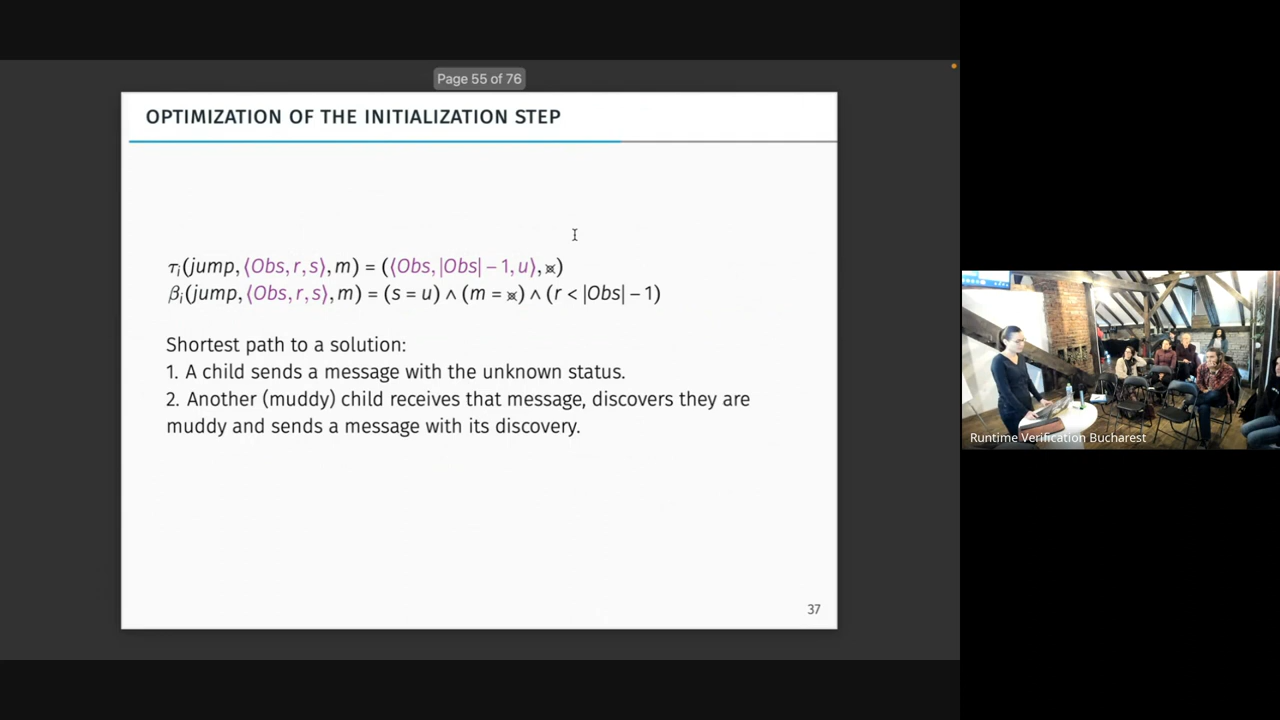 Page 55 of 76
OPTIMIZATION OF THE INITIALIZATION STEP
τᵢ(jump, ⟨Obs, r, s⟩, m) = (⟨Obs, |Obs| − 1, u⟩, ⨳)
βᵢ(jump, ⟨Obs, r, s⟩, m) = (s = u) ∧ (m = ⨳) ∧ (r < |Obs| − 1)
Shortest path to a solution:
1. A child sends a message with the unknown status.
2. Another (muddy) child receives that message, discovers they are
muddy and sends a message with its discovery.
37
Runtime Verification Bucharest